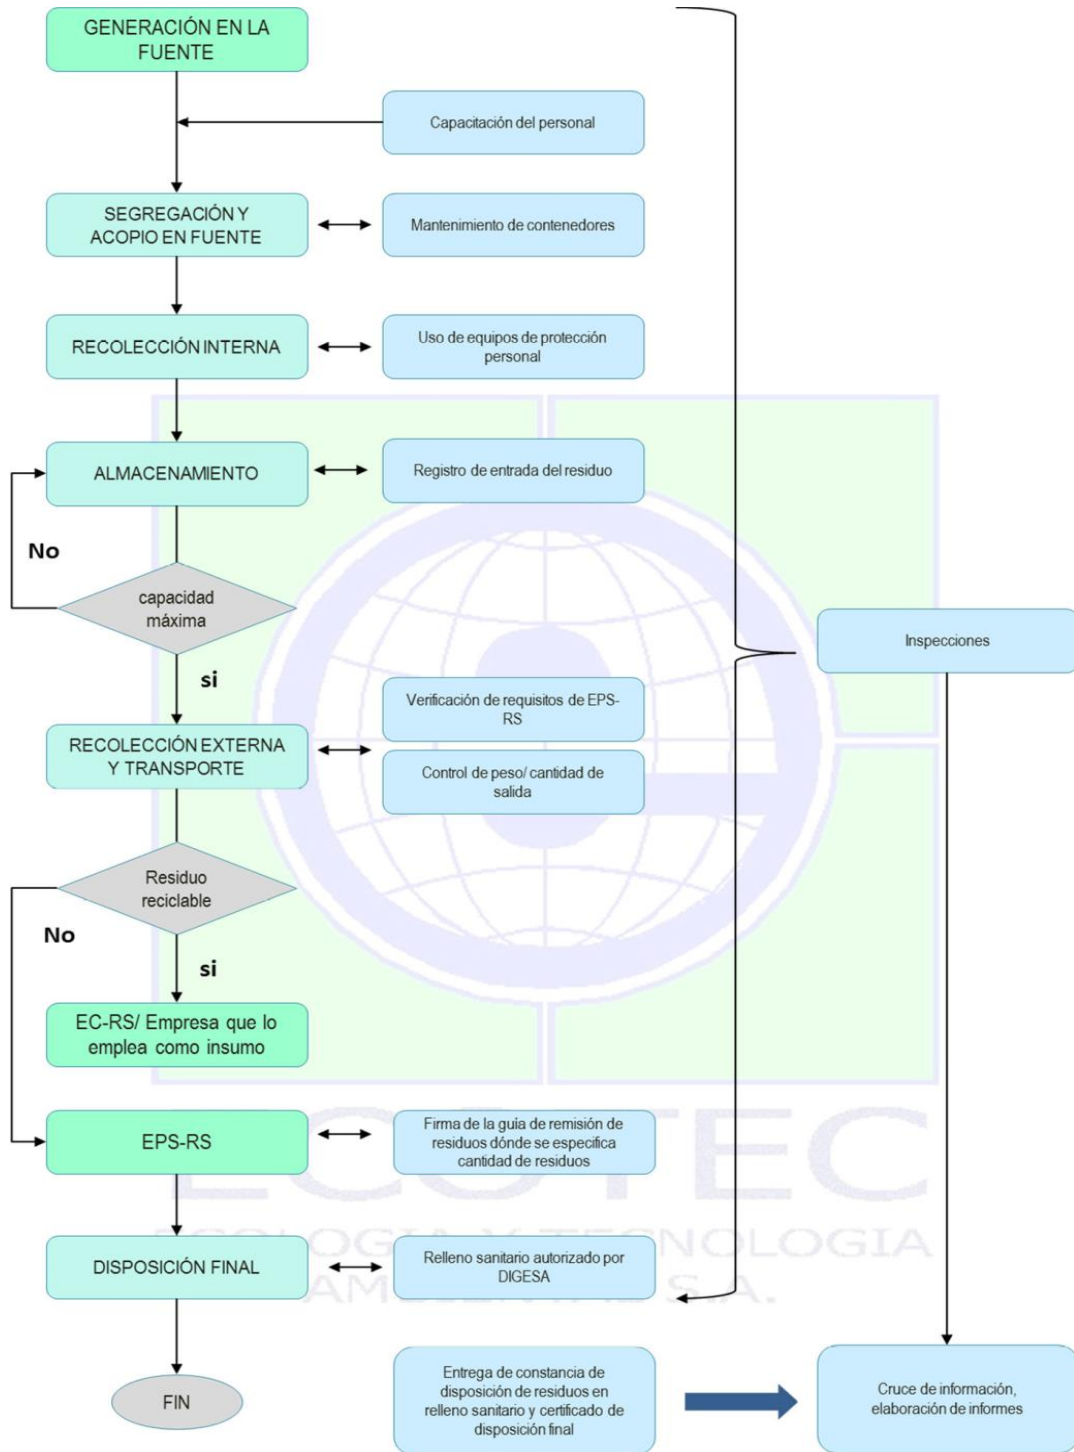 GENERACIÓN EN LA
FUENTE
Capacitación del personal
SEGREGACIÓN Y
ACOPIO EN FUENTE
Mantenimiento de contenedores
RECOLECCIÓN INTERNA
Uso de equipos de protección
personal
ALMACENAMIENTO
Registro de entrada del residuo
No
capacidad
máxima
Inspecciones
si
Verificación de requisitos de EPS-
RS
RECOLECCIÓN EXTERNA
Y TRANSPORTE
Control de peso/ cantidad de
salida
Residuo
reciclable
No
si
EC-RS/ Empresa que lo
emplea como insumo
EPS-RS
Firma de la guía de remisión de
residuos dónde se especifica
cantidad de residuos
ECOTEC
ECOLOGIA Y TECNOLOGIA
AMBIENTAL S.A.
DISPOSICIÓN FINAL
Relleno sanitario autorizado por
DIGESA
FIN
Entrega de constancia de
disposición de residuos en
relleno sanitario y certificado de
disposición final
Cruce de información,
elaboración de informes